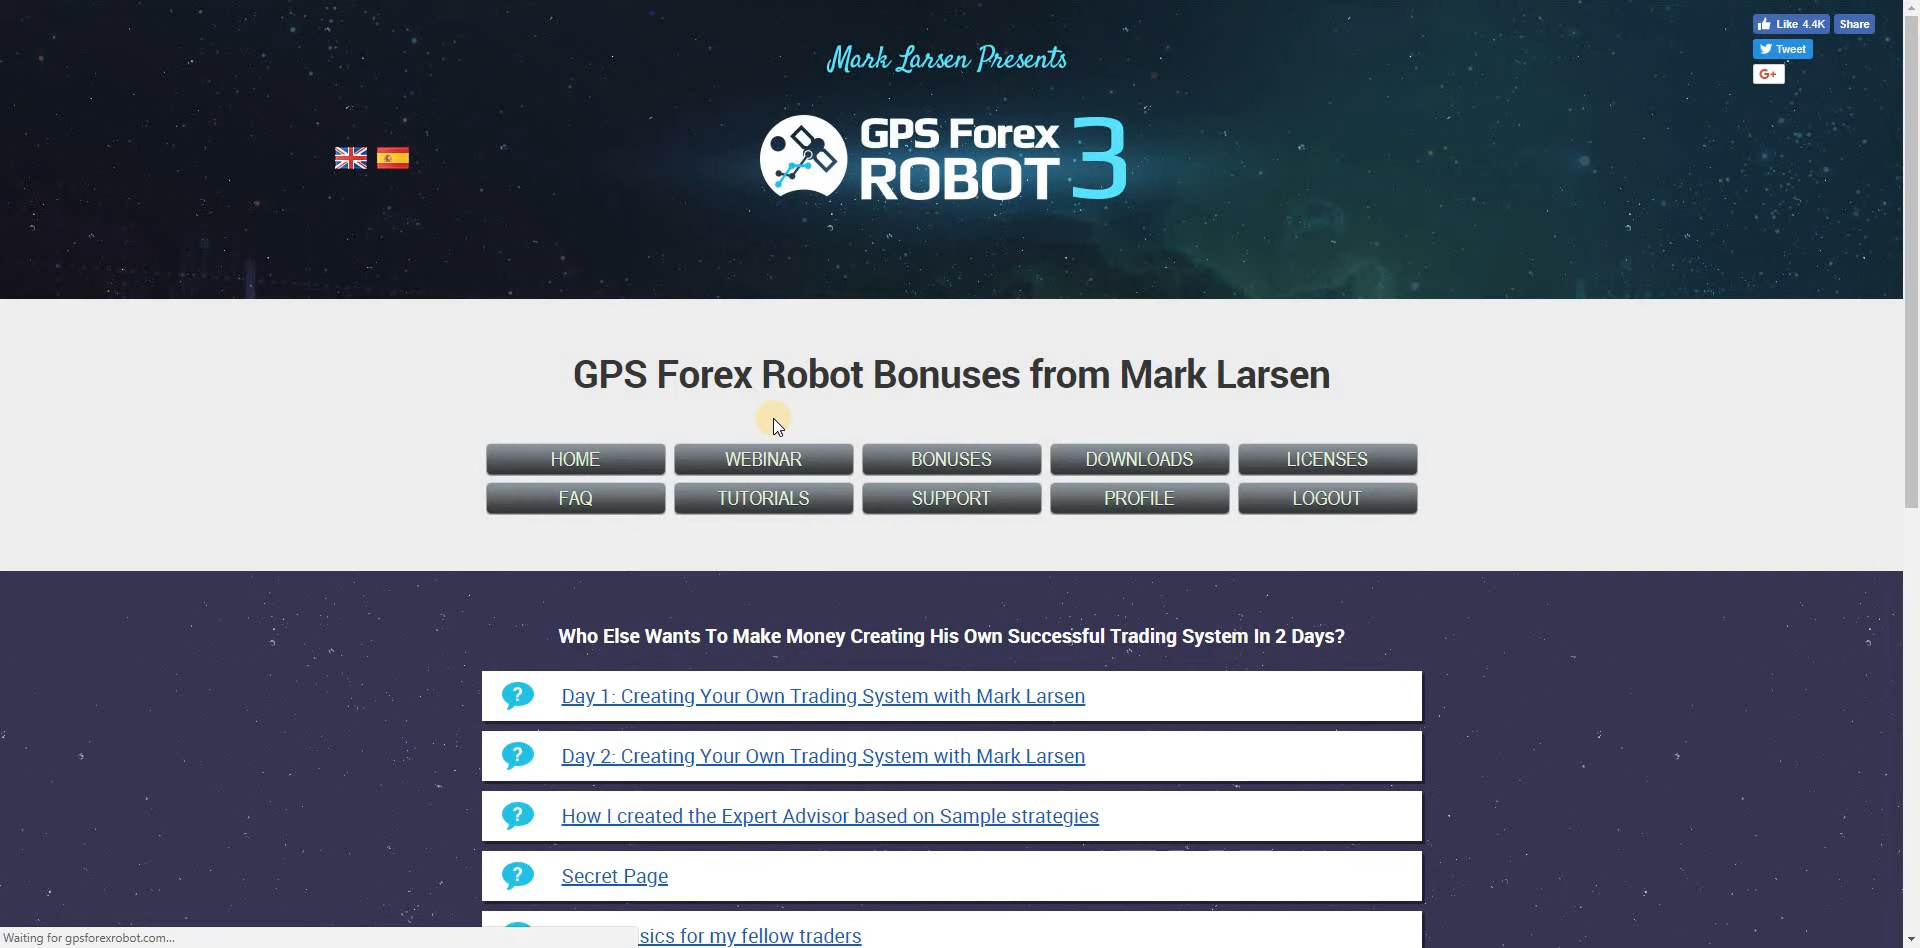 Like 4.4K Share
Tweet
G+
Mark Larsen Presents
GPS Forex
ROBOT 3
GPS Forex Robot Bonuses from Mark Larsen
HOME WEBINAR BONUSES DOWNLOADS LICENSES
FAQ TUTORIALS SUPPORT PROFILE LOGOUT
Who Else Wants To Make Money Creating His Own Successful Trading System In 2 Days?
? Day 1: Creating Your Own Trading System with Mark Larsen
? Day 2: Creating Your Own Trading System with Mark Larsen
? How I created the Expert Advisor based on Sample strategies
? Secret Page
for my fellow traders
Waiting for gpsforexrobot.com...